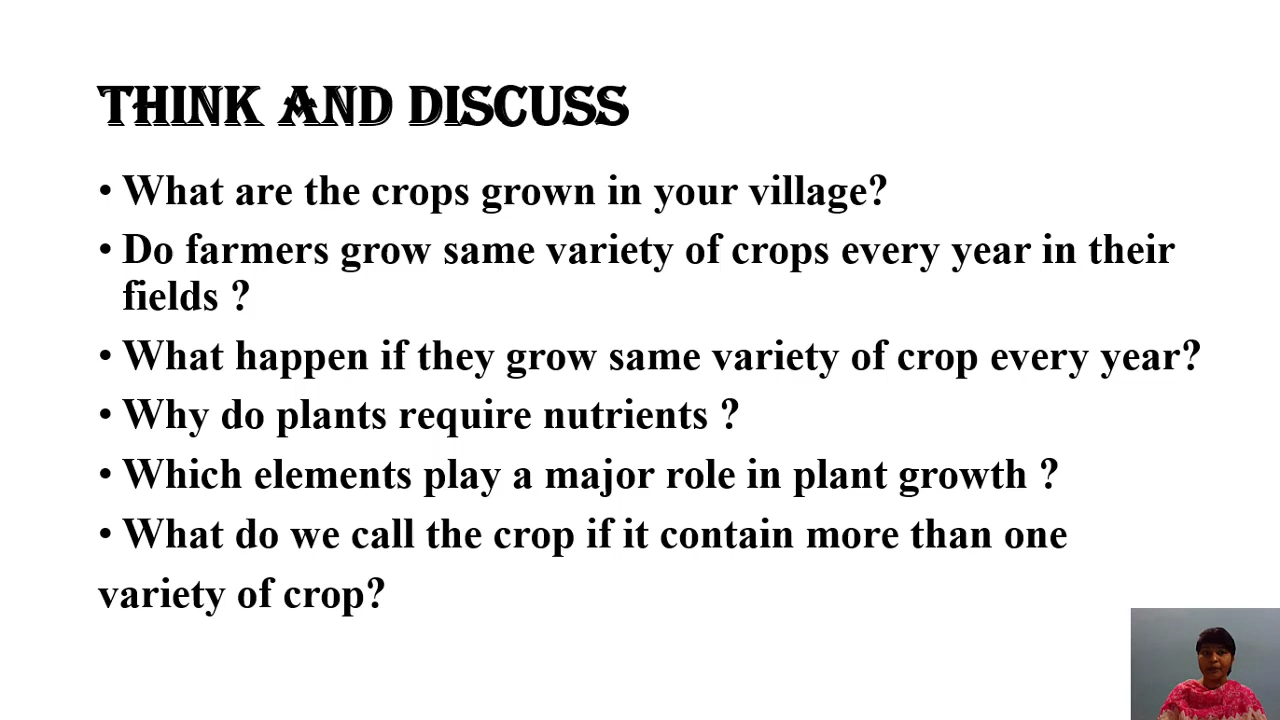 THINK AND DISCUSS
• What are the crops grown in your village?
• Do farmers grow same variety of crops every year in their
fields ?
• What happen if they grow same variety of crop every year?
• Why do plants require nutrients ?
• Which elements play a major role in plant growth ?
• What do we call the crop if it contain more than one
variety of crop?